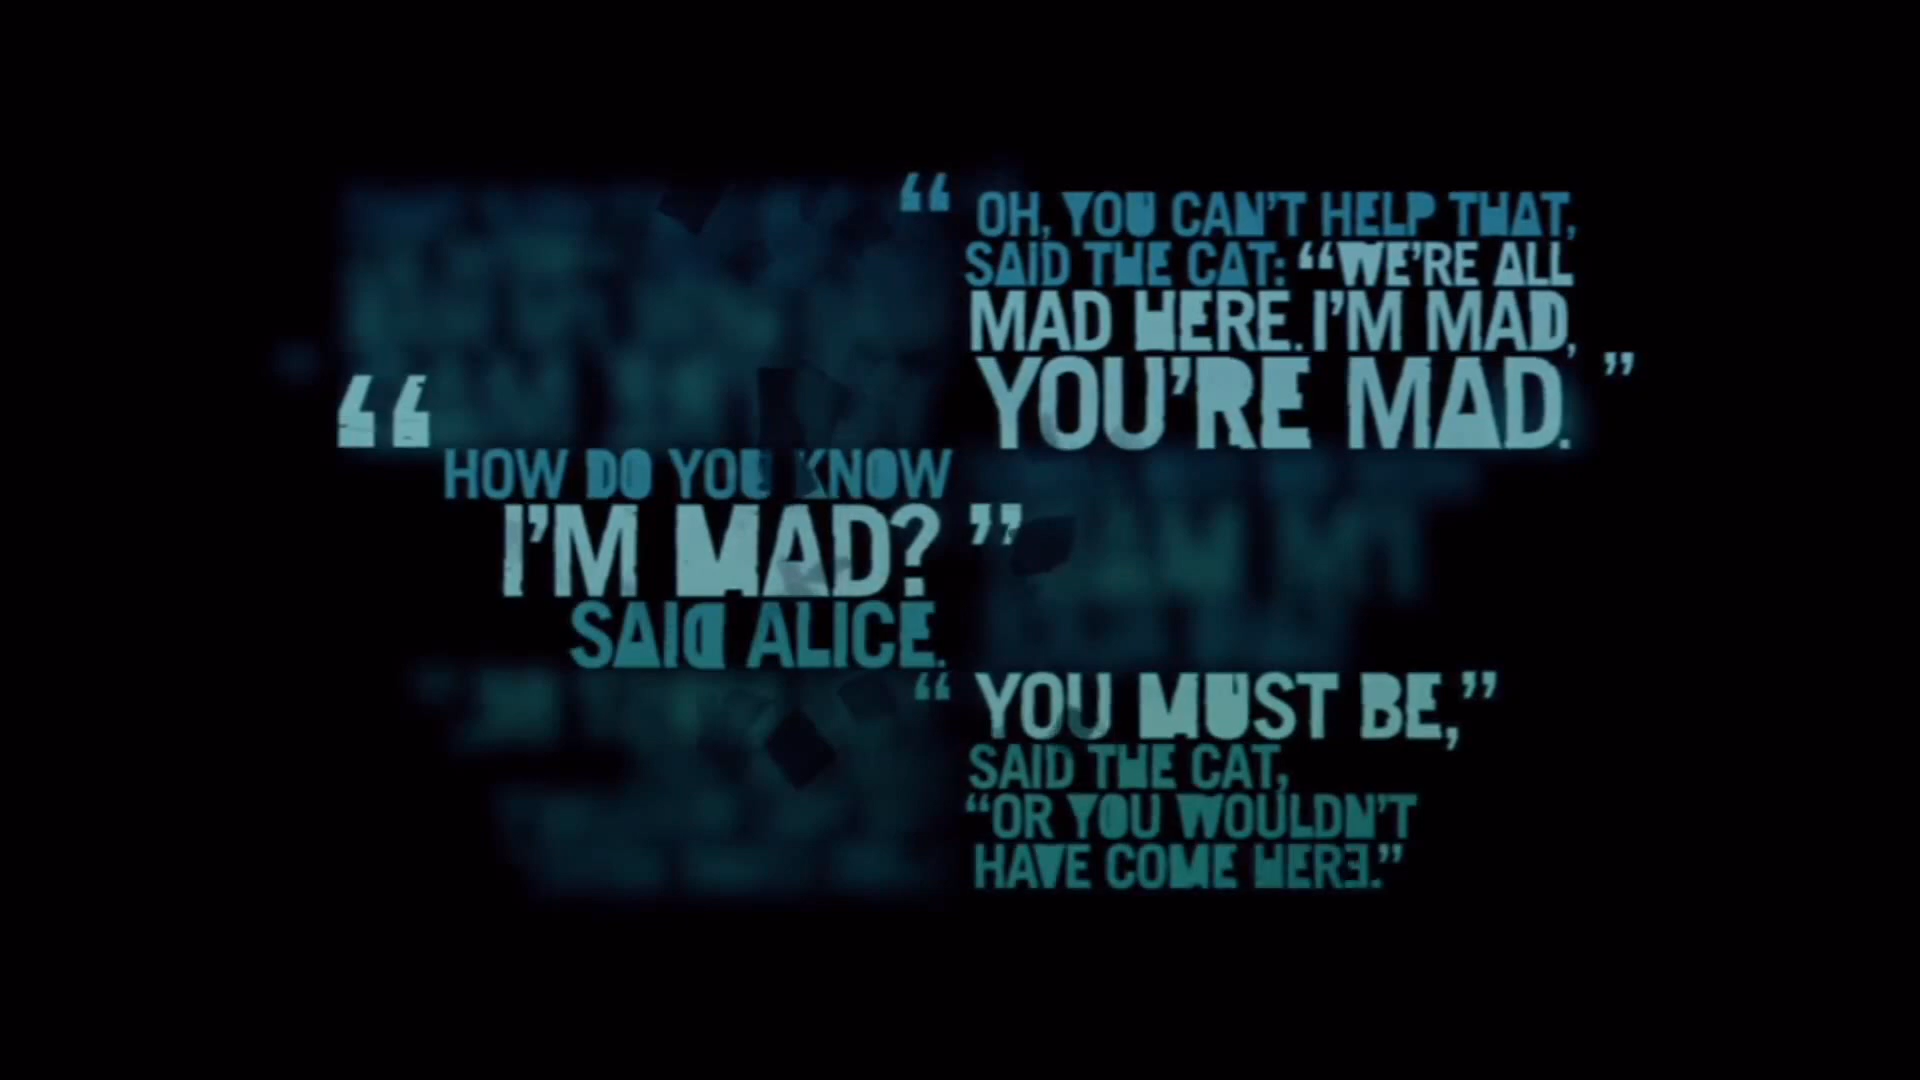 “ OH, YOU CAN’T HELP THAT,
SAID THE CAT: “WE’RE ALL
MAD HERE. I’M MAD,
YOU’RE MAD. ”
“ HOW DO YOU KNOW
I’M MAD? ”
SAID ALICE.
“ YOU MUST BE,”
SAID THE CAT,
“OR YOU WOULDN’T
HAVE COME HERE.”